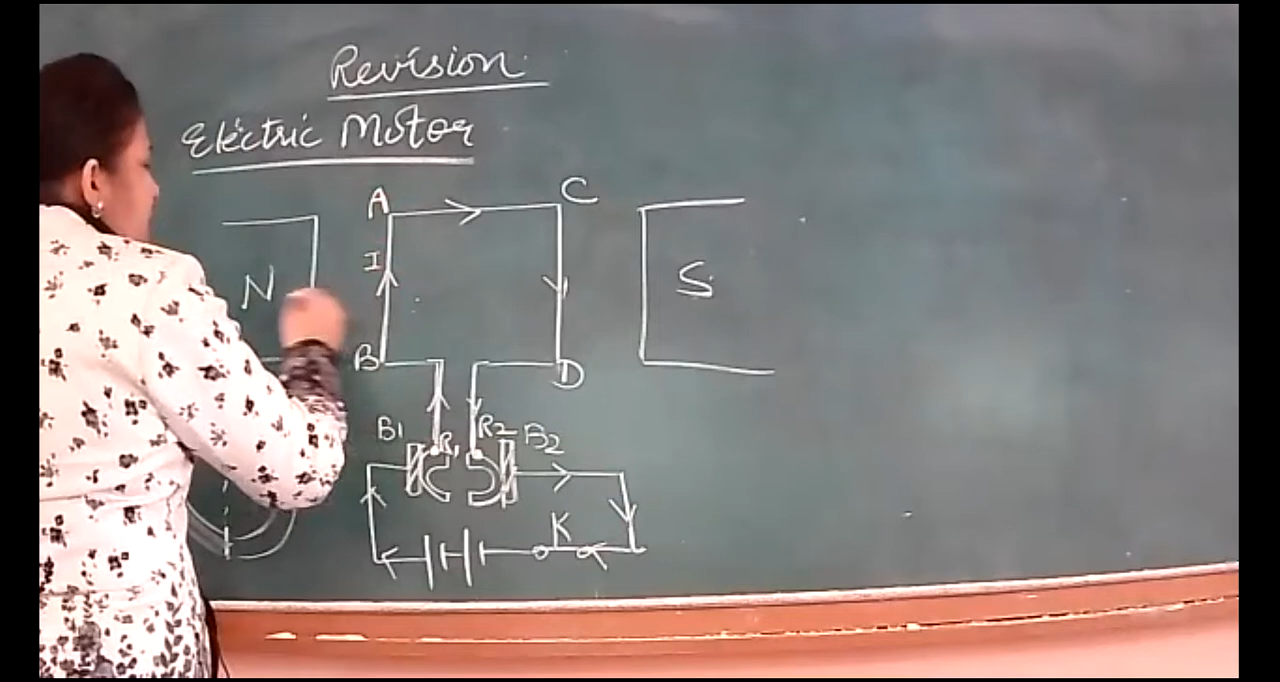 Revision
Electric Motor
A C
I
N S
B D
B1 R1 R2 B2
K